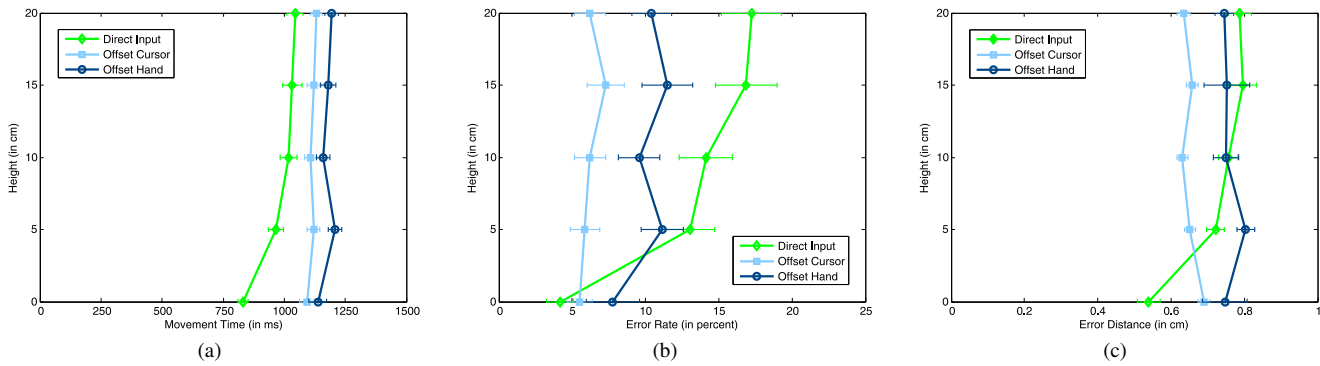 20
15
10
5
0
Height (in cm)
Direct Input
Offset Cursor
Offset Hand
0 250 500 750 1000 1250 1500
Movement Time (in ms)
(a)
20
15
10
5
0
Height (in cm)
Direct Input
Offset Cursor
Offset Hand
0 5 10 15 20 25
Error Rate (in percent)
(b)
20
15
10
5
0
Height (in cm)
Direct Input
Offset Cursor
Offset Hand
0 0.2 0.4 0.6 0.8 1
Error Distance (in cm)
(c)